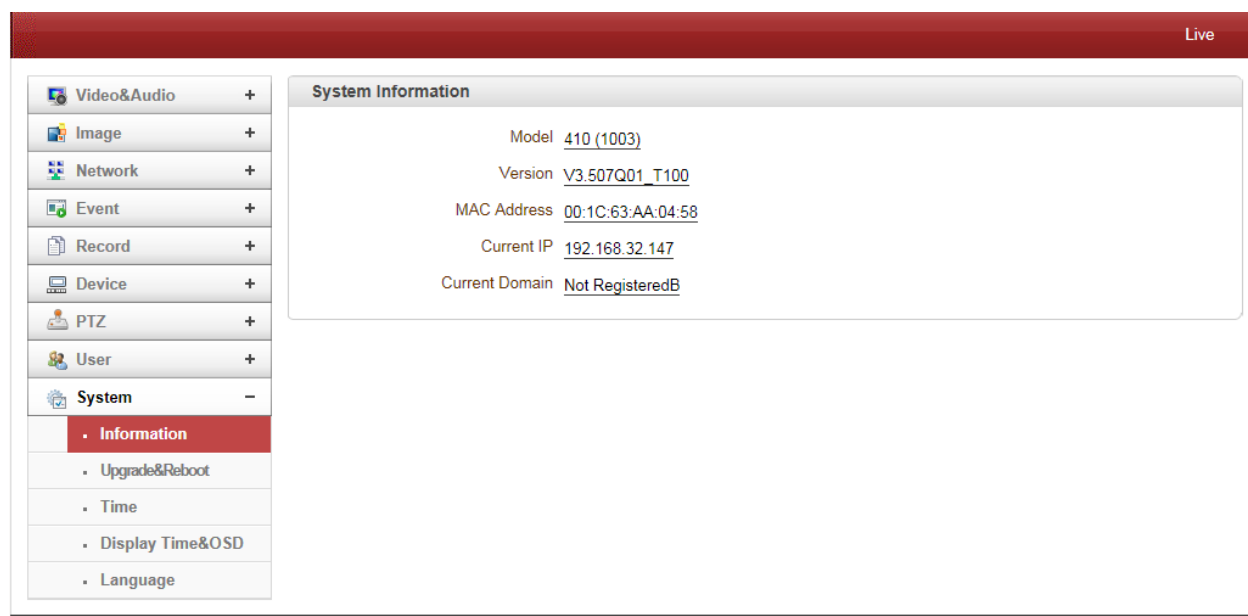 Live
Video&Audio +
Image +
Network +
Event +
Record +
Device +
PTZ +
User +
System −
Information
Upgrade&Reboot
Time
Display Time&OSD
Language
System Information
Model 410 (1003)
Version V3.507Q01_T100
MAC Address 00:1C:63:AA:04:58
Current IP 192.168.32.147
Current Domain Not RegisteredB